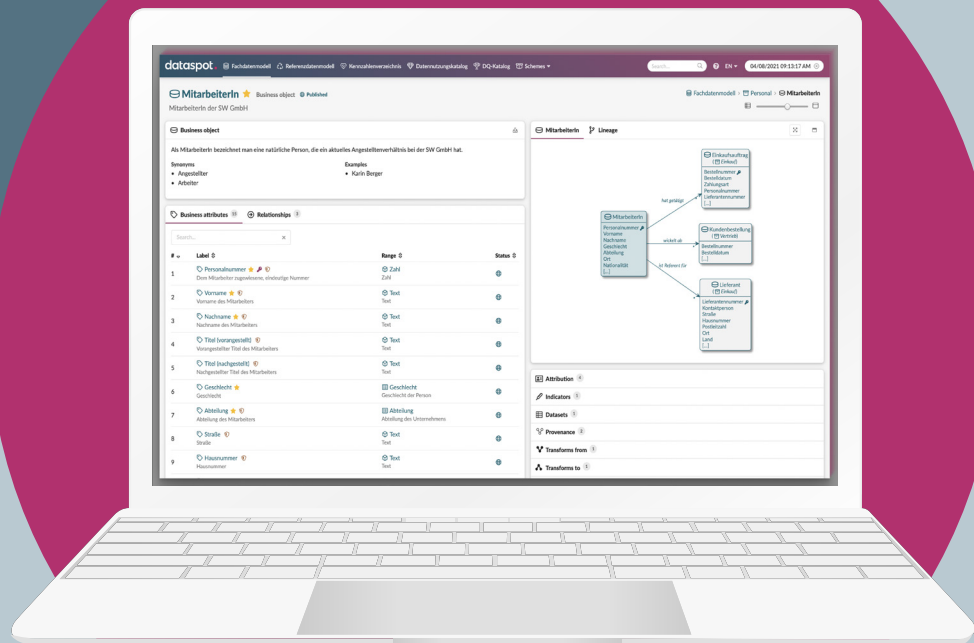 dataspot.
Fachdatenmodell Referenzdatenmodell Kennzahlenverzeichnis Datennutzungskatalog DQ-Katalog Schemes
Search... EN 04/08/2021 09:13:17 AM
MitarbeiterIn Business object Published
Fachdatenmodell › Personal › MitarbeiterIn
MitarbeiterIn der SW GmbH
Business object
Als MitarbeiterIn bezeichnet man eine natürliche Person, die ein aktuelles Angestelltenverhältnis bei der SW GmbH hat.
Synonyms
• Angestellter
• Arbeiter
Examples
• Karin Berger
Business attributes Relationships 3
Search... ×
# Label Range Status
1 Personalnummer Zahl
Dem Mitarbeiter zugewiesene, eindeutige Nummer Zahl
2 Vorname Text
Vorname des Mitarbeiters Text
3 Nachname Text
Nachname des Mitarbeiters Text
4 Titel (vorangestellt) Text
Vorangestellter Titel des Mitarbeiters Text
5 Titel (nachgestellt) Text
Nachgestellter Titel des Mitarbeiters Text
6 Geschlecht Geschlecht
Geschlecht Geschlecht der Person
7 Abteilung Abteilung
Abteilung des Mitarbeiters Abteilung des Unternehmens
8 Straße Text
Straße Text
9 Hausnummer Text
Hausnummer Text
MitarbeiterIn Lineage
MitarbeiterIn
Personalnummer
Vorname
Nachname
Geschlecht
Abteilung
Ort
Nationalität
[...]
hat getätigt
wickelt ab
ist Referent für
Einkaufsauftrag
(Einkauf)
Bestellnummer
Bestelldatum
Zahlungsart
Personalnummer
Lieferantennummer
[...]
Kundenbestellung
(Vertrieb)
Bestellnummer
Bestelldatum
[...]
Lieferant
(Einkauf)
Lieferantennummer
Kontaktperson
Straße
Hausnummer
Postleitzahl
Ort
Land
[...]
Attribution
Indicators
Datasets
Provenance
Transforms from
Transforms to